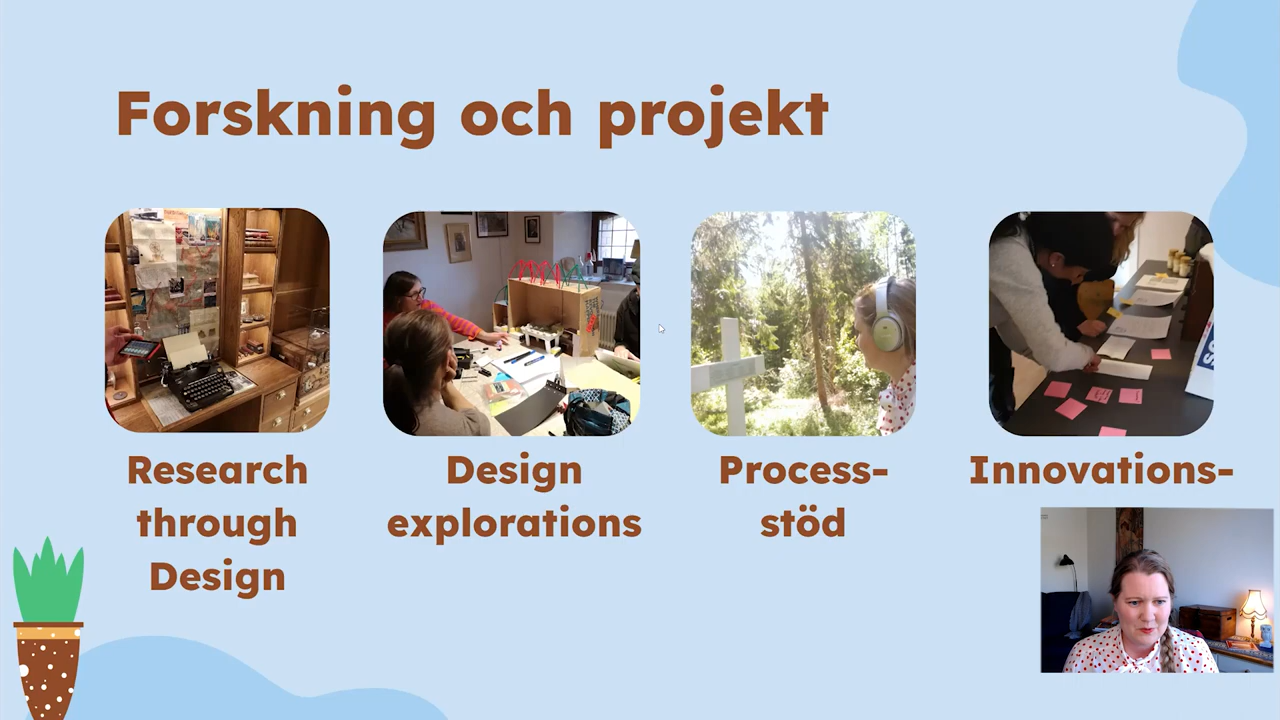 Forskning och projekt
Research
through
Design
Design
explorations
Process-
stöd
Innovations-